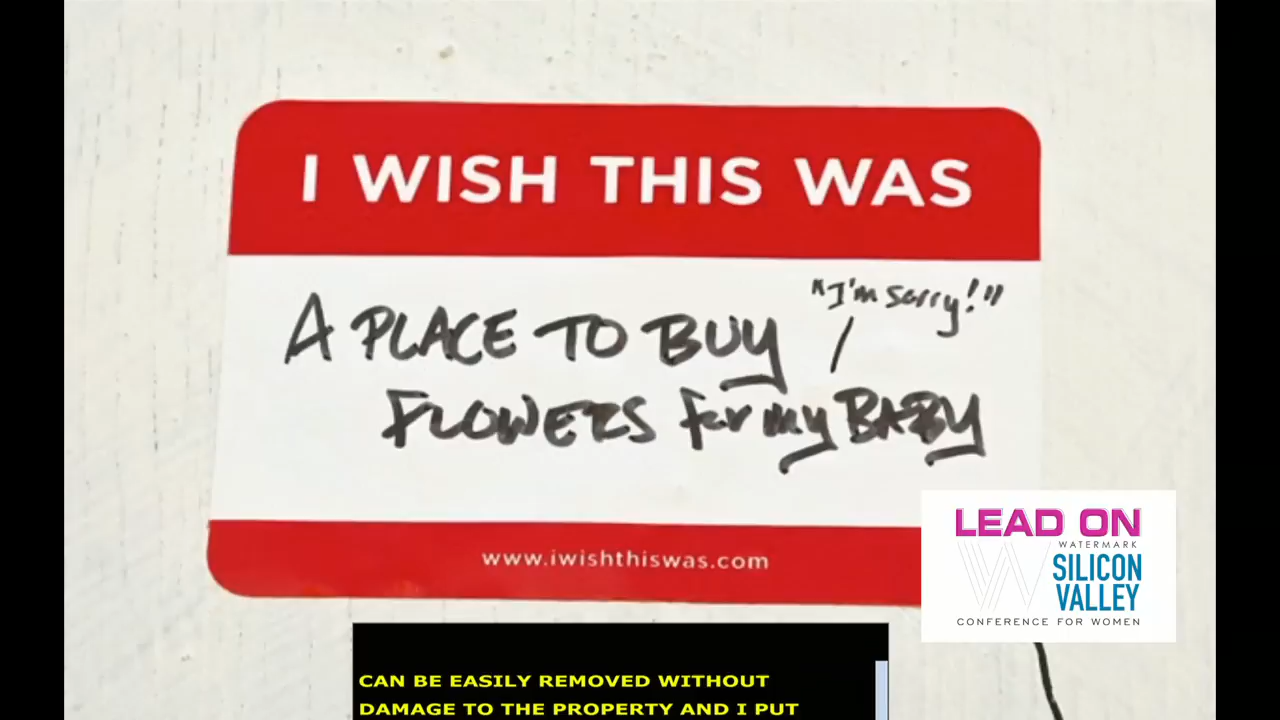 I WISH THIS WAS
"I'm sorry!"
A PLACE TO BUY
FLOWERS for my BABY
www.iwishthiswas.com
LEAD ON
WATERMARK
SILICON
VALLEY
CONFERENCE FOR WOMEN
CAN BE EASILY REMOVED WITHOUT
DAMAGE TO THE PROPERTY AND I PUT